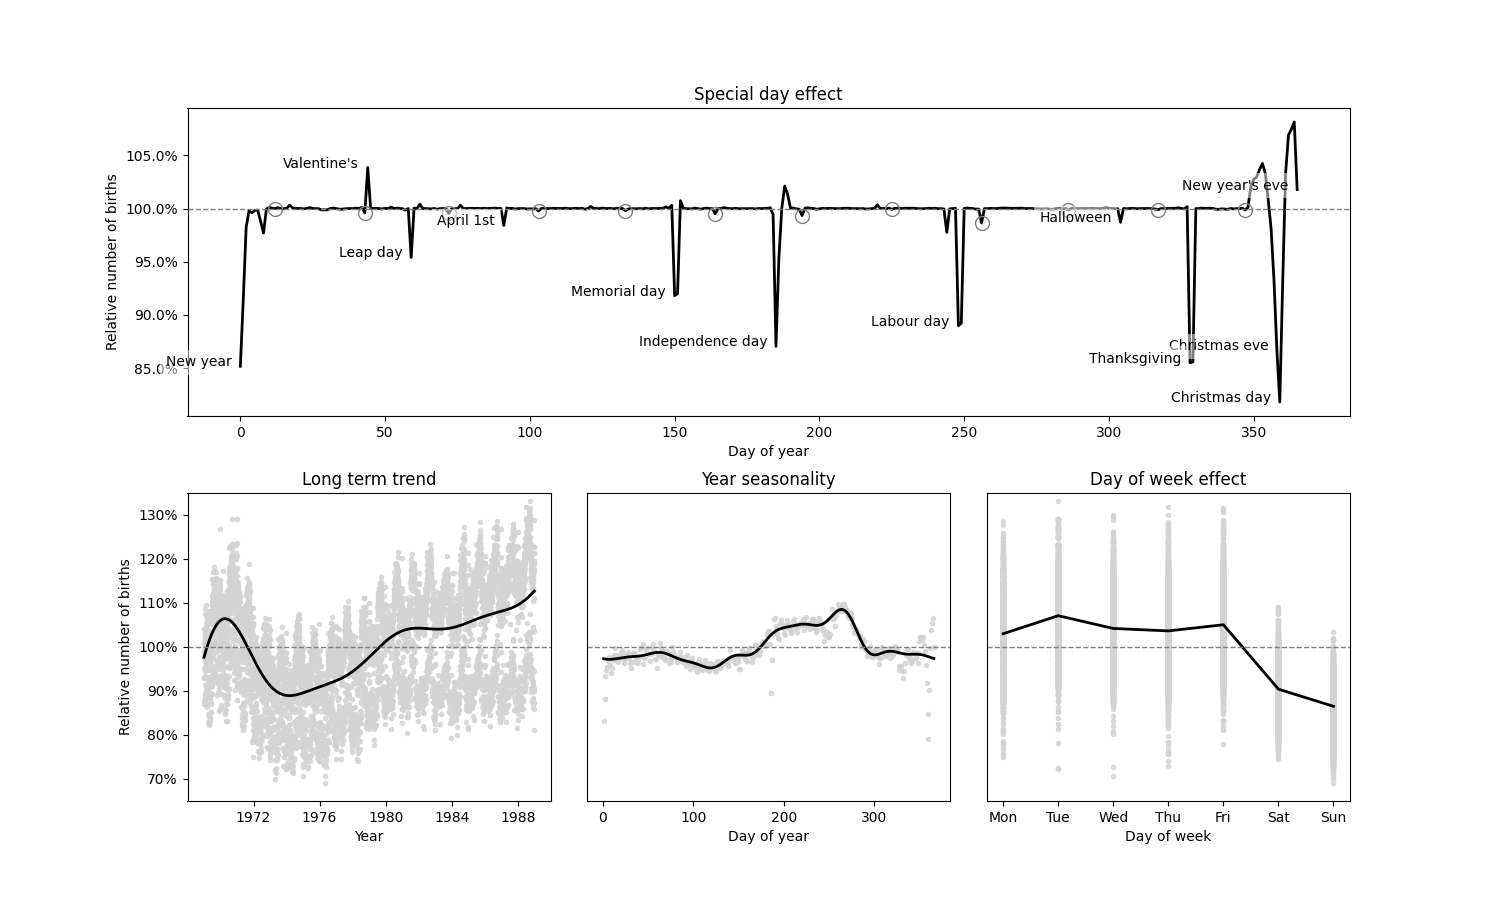 Special day effect
Relative number of births
105.0%
100.0%
95.0%
90.0%
85.0%
Valentine's
New year's eve
April 1st
Halloween
Leap day
Memorial day
Labour day
Independence day
Christmas eve
Thanksgiving
New year
Christmas day
0 50 100 150 200 250 300 350
Day of year
Long term trend
Relative number of births
130%
120%
110%
100%
90%
80%
70%
1972 1976 1980 1984 1988
Year
Year seasonality
0 100 200 300
Day of year
Day of week effect
Mon Tue Wed Thu Fri Sat Sun
Day of week